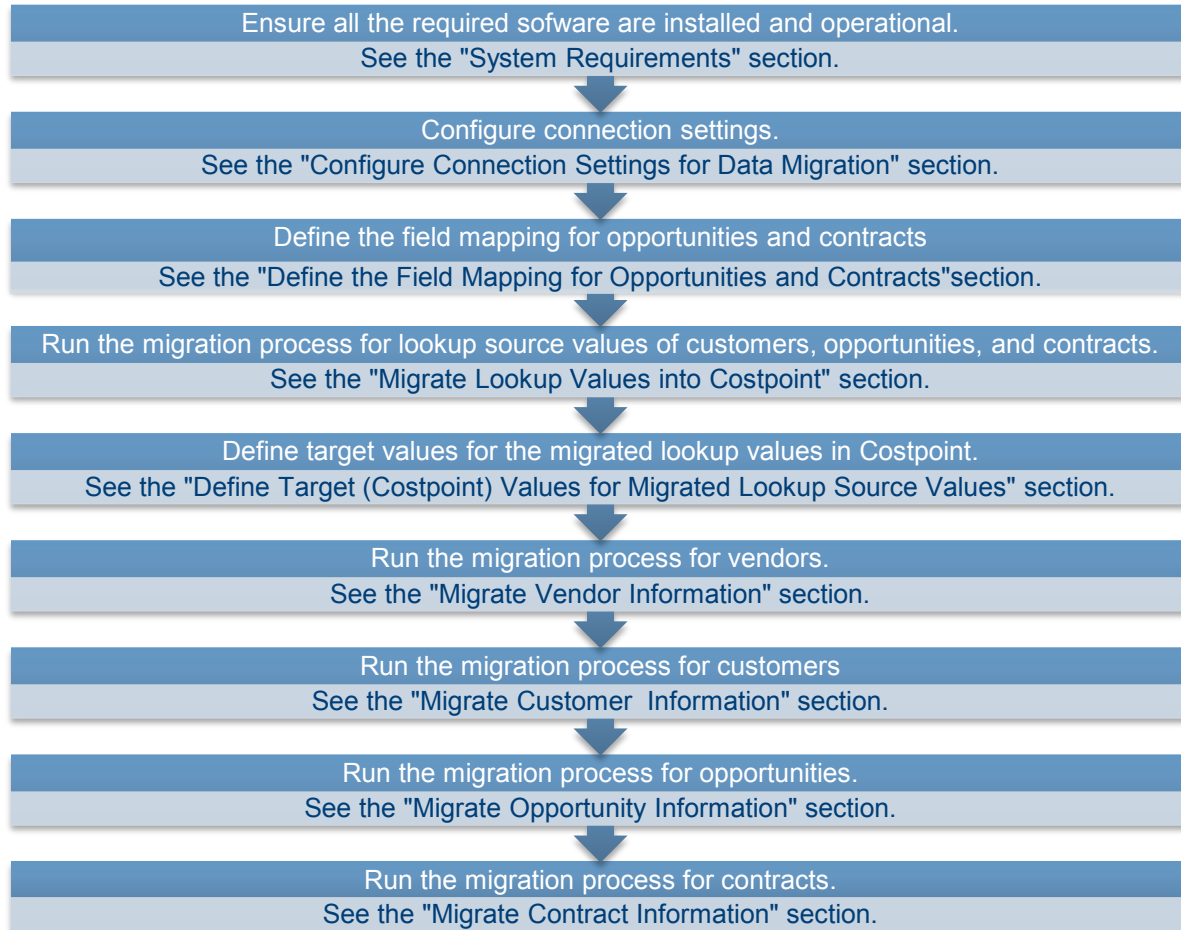 Ensure all the required sofware are installed and operational.
See the "System Requirements" section.
Configure connection settings.
See the "Configure Connection Settings for Data Migration" section.
Define the field mapping for opportunities and contracts
See the "Define the Field Mapping for Opportunities and Contracts"section.
Run the migration process for lookup source values of customers, opportunities, and contracts.
See the "Migrate Lookup Values into Costpoint" section.
Define target values for the migrated lookup values in Costpoint.
See the "Define Target (Costpoint) Values for Migrated Lookup Source Values" section.
Run the migration process for vendors.
See the "Migrate Vendor Information" section.
Run the migration process for customers
See the "Migrate Customer  Information" section.
Run the migration process for opportunities.
See the "Migrate Opportunity Information" section.
Run the migration process for contracts.
See the "Migrate Contract Information" section.